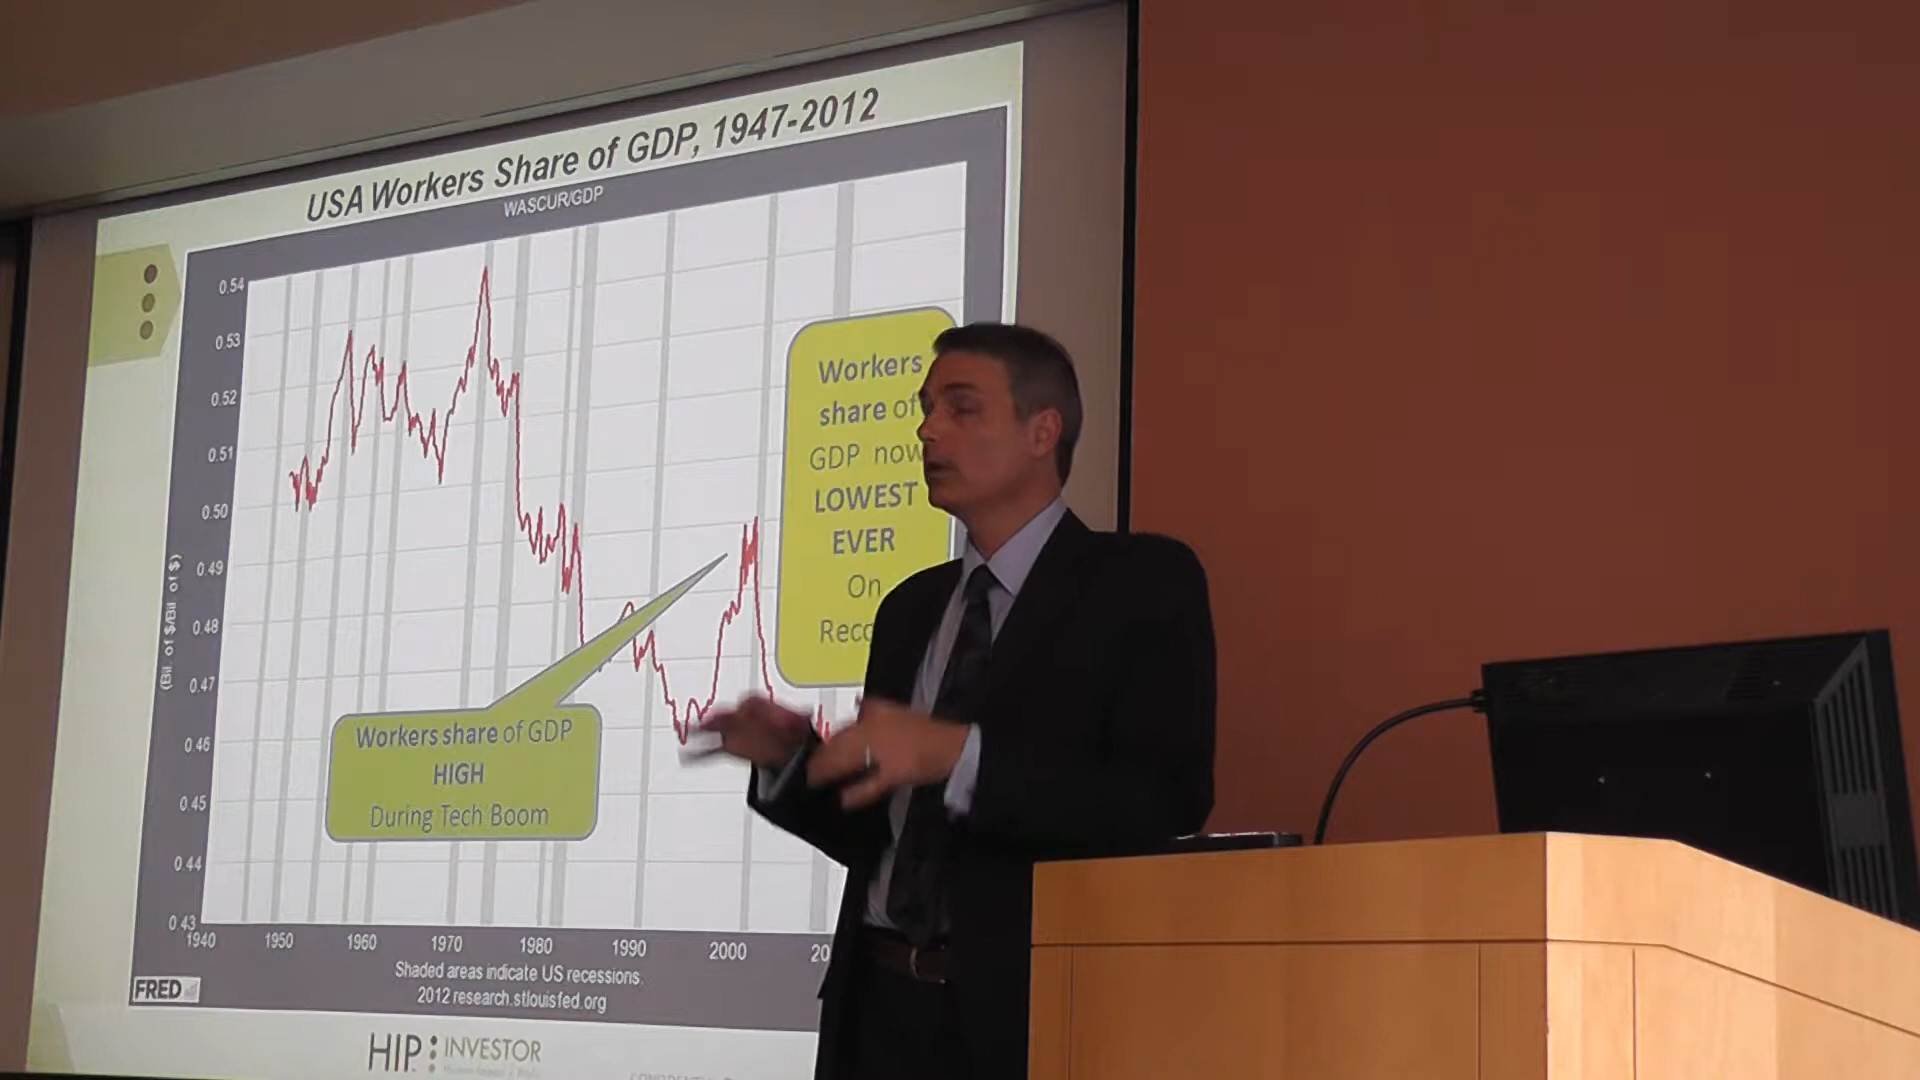 USA Workers Share of GDP, 1947-2012
WASCUR/GDP
0.54
0.53
0.52
0.51
0.50
0.49
0.48
0.47
0.46
0.45
0.44
0.43
(Bil. of $/Bil. of $)
1940 1950 1960 1970 1980 1990 2000 20
Workers
share of
GDP now
LOWEST
EVER
On
Reco
Workers share of GDP
HIGH
During Tech Boom
Shaded areas indicate US recessions.
2012 research.stlouisfed.org
FRED
HIP INVESTOR